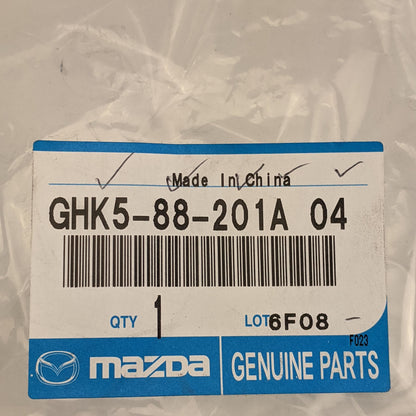 Made In China
GHK5-88-201A 04
QTY 1 LOT 6F08 -
F023
mazda GENUINE PARTS